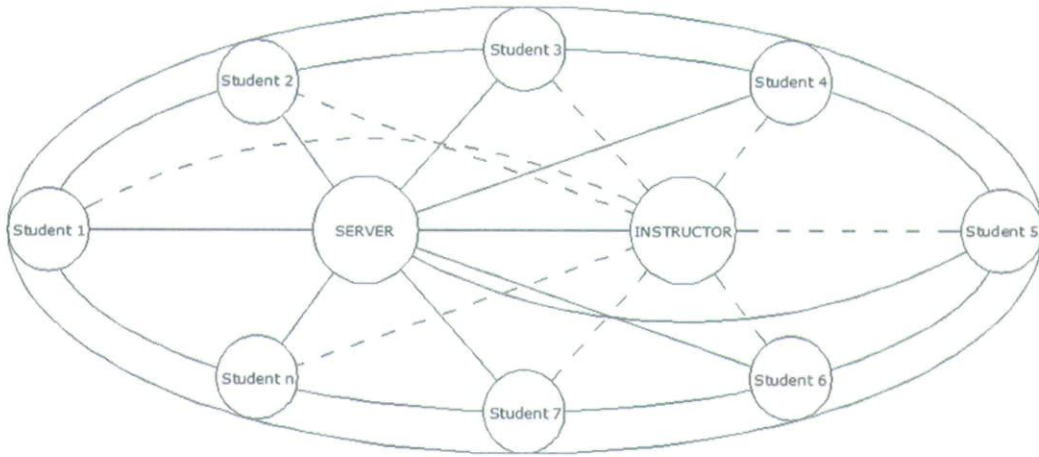 Student 3
Student 2
Student 4
Student 1
SERVER
INSTRUCTOR
Student 5
Student n
Student 6
Student 7